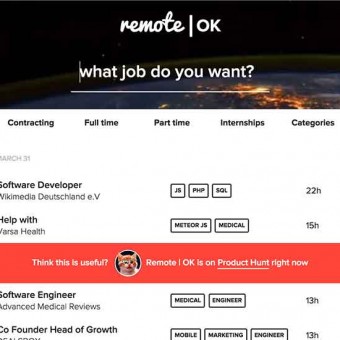 remote | OK
what job do you want?
Contracting Full time Part time Internships Categories
MARCH 31
Software Developer
Wikimedia Deutschland e.V
JS PHP SQL 22h
Help with
Varsa Health
METEOR JS MEDICAL 15h
Think this is useful? Remote | OK is on Product Hunt right now
Software Engineer
Advanced Medical Reviews
MEDICAL ENGINEER 13h
Co Founder Head of Growth
MOBILE MARKETING ENGINEER 13h